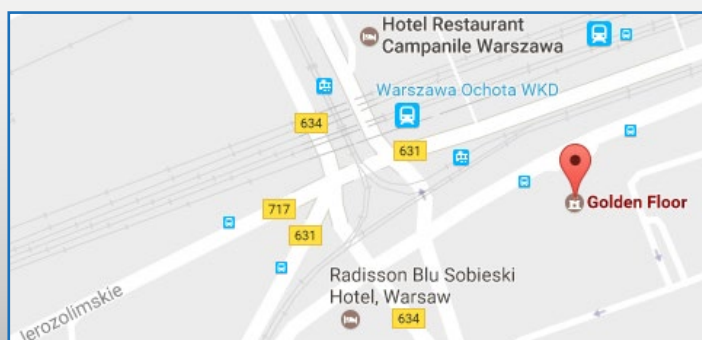 Hotel Restaurant
Campanile Warszawa
Warszawa Ochota WKD
634
631
Golden Floor
717
631
Radisson Blu Sobieski
Hotel, Warsaw
634
Jerozolimskie